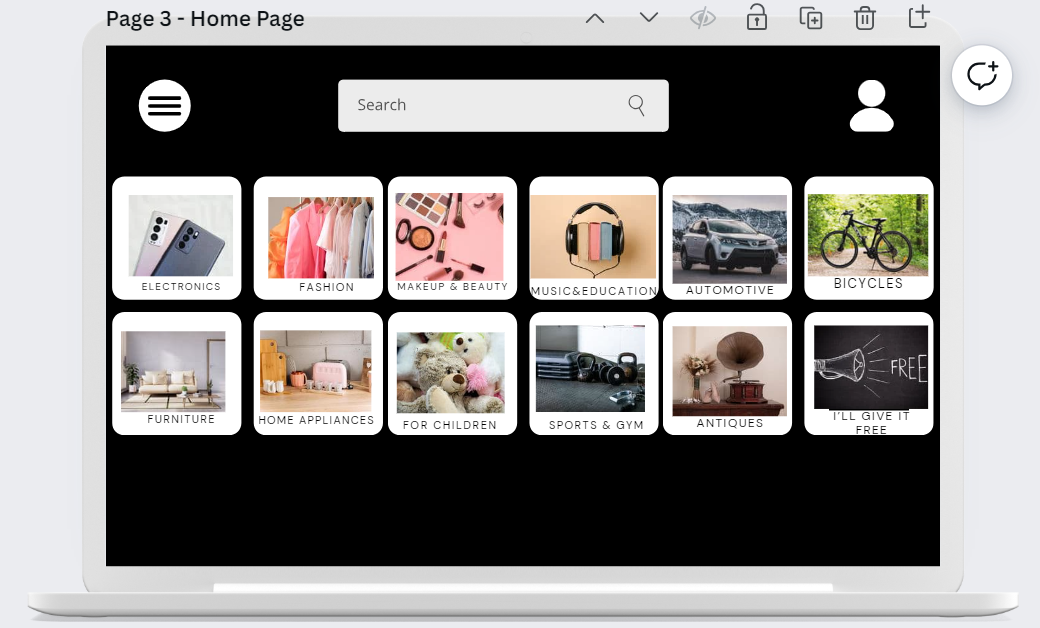 Page 3 - Home Page
Search
ELECTRONICS
FASHION
MAKEUP & BEAUTY
MUSIC&EDUCATION
AUTOMOTIVE
BICYCLES
FREE
FURNITURE
HOME APPLIANCES
FOR CHILDREN
SPORTS & GYM
ANTIQUES
I'LL GIVE IT
FREE